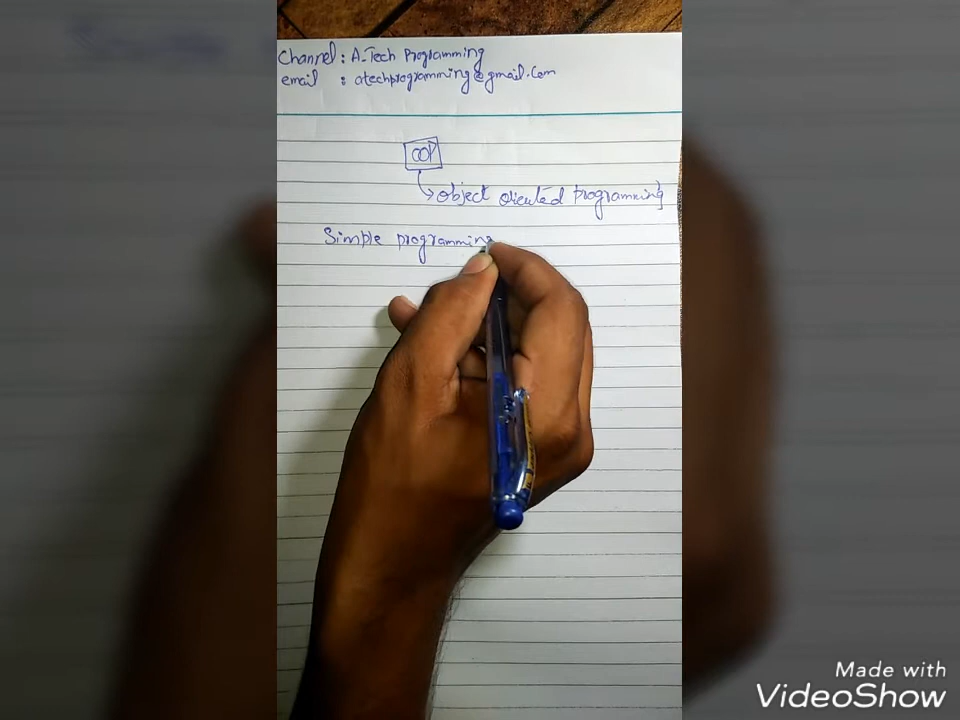 Channel : A-Tech Programming
email : atechprogramming@gmail.com
OOP
object oriented programming
Simple programming
Made with
VideoShow